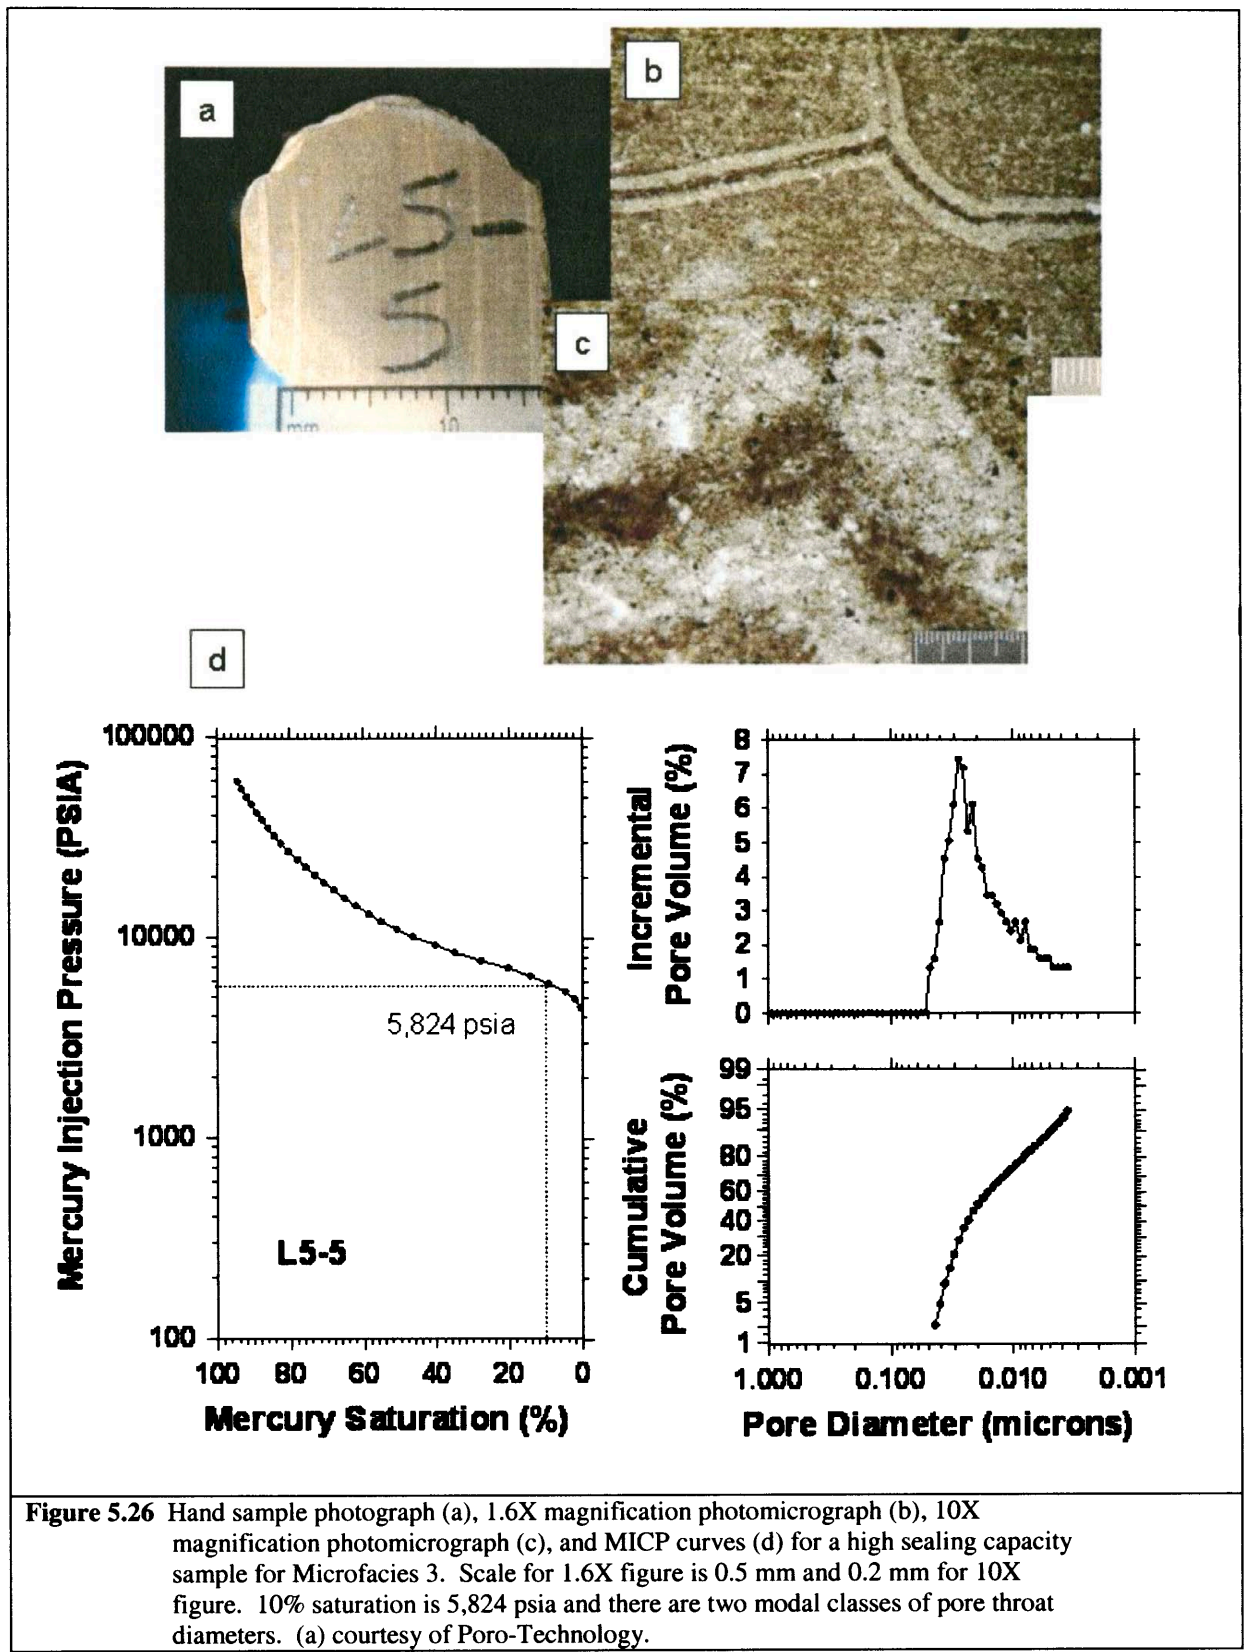 a
b
5-
5
mm 10
c
d
Mercury Injection Pressure (PSIA)
100000
10000
1000
100
5,824 psia
L5-5
100 80 60 40 20 0
Mercury Saturation (%)
Incremental
Pore Volume (%)
8
7
6
5
4
3
2
1
0
Cumulative
Pore Volume (%)
99
95
80
60
40
20
5
1
1.000 0.100 0.010 0.001
Pore Diameter (microns)
Figure 5.26 Hand sample photograph (a), 1.6X magnification photomicrograph (b), 10X
magnification photomicrograph (c), and MICP curves (d) for a high sealing capacity
sample for Microfacies 3. Scale for 1.6X figure is 0.5 mm and 0.2 mm for 10X
figure. 10% saturation is 5,824 psia and there are two modal classes of pore throat
diameters. (a) courtesy of Poro-Technology.